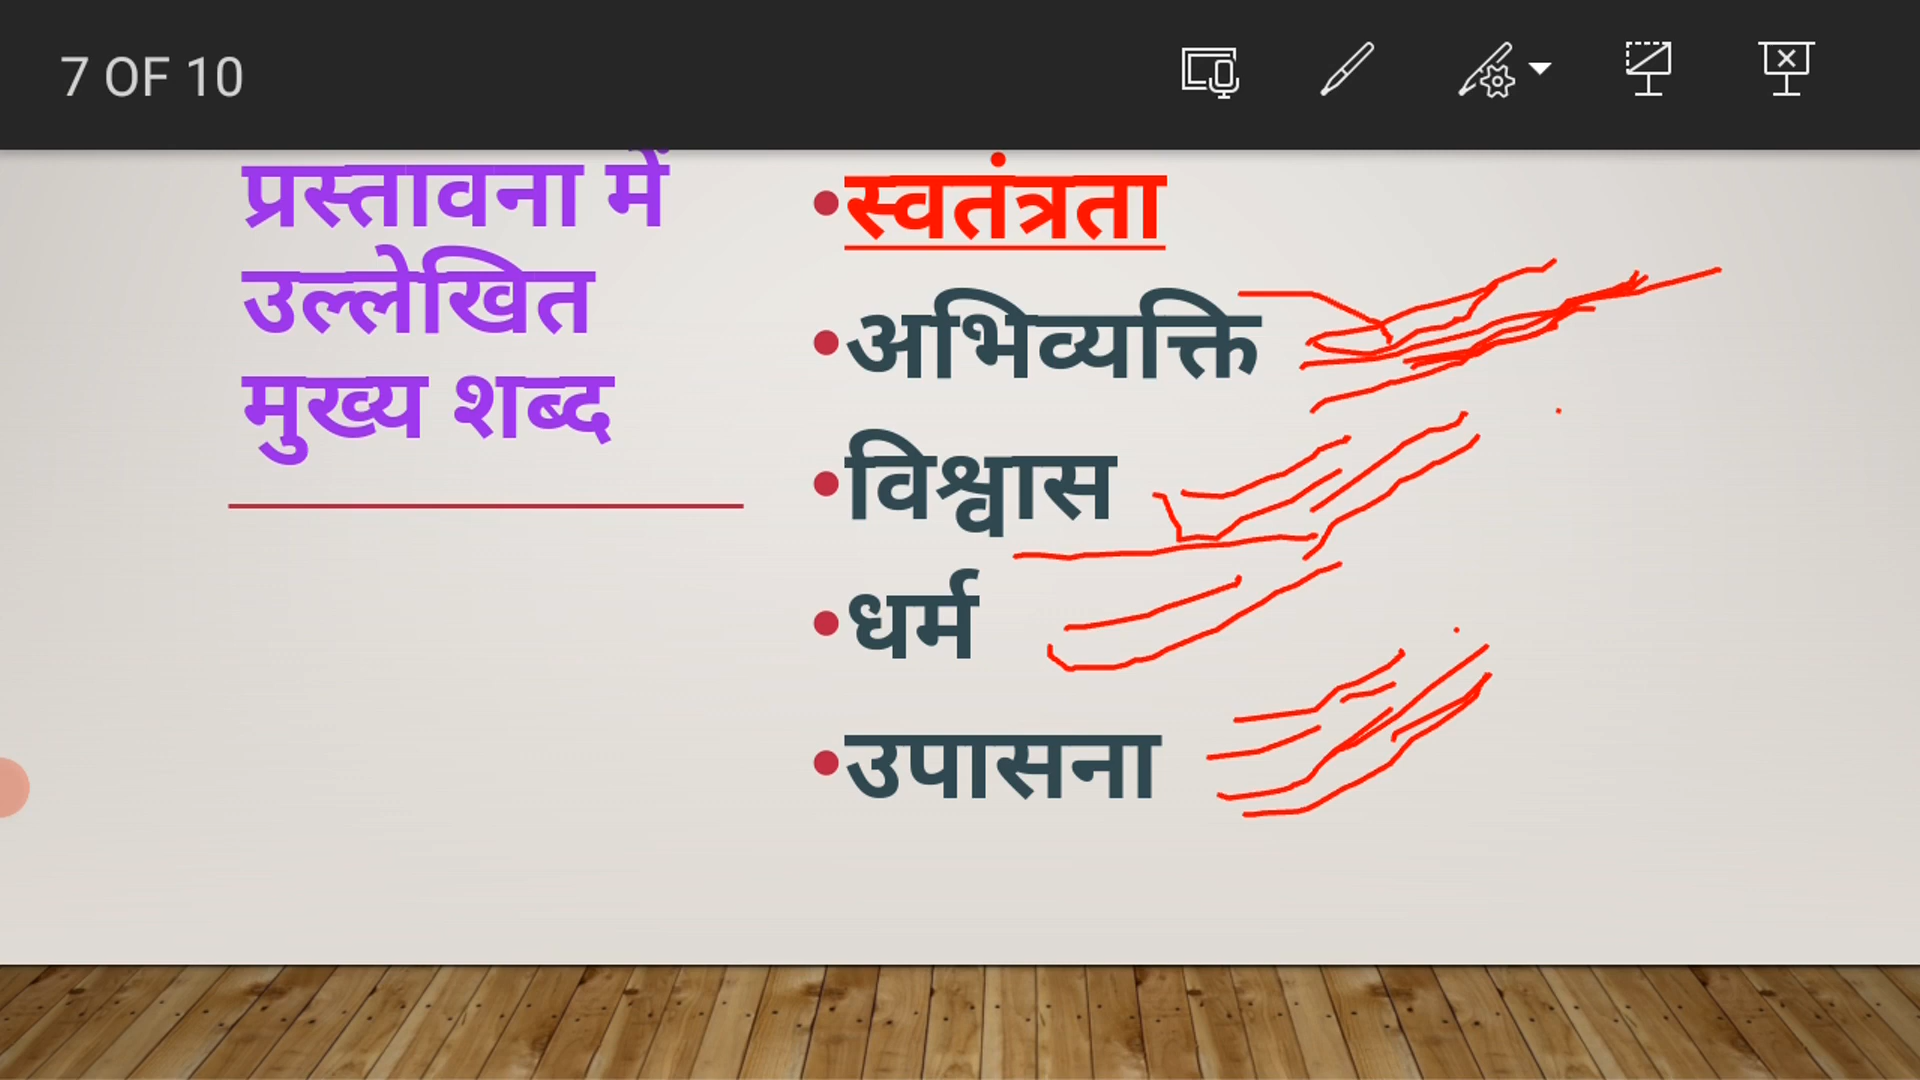 7 OF 10
प्रस्तावना में
उल्लेखित
मुख्य शब्द
•स्वतंत्रता
•अभिव्यक्ति
•विश्वास
•धर्म
•उपासना